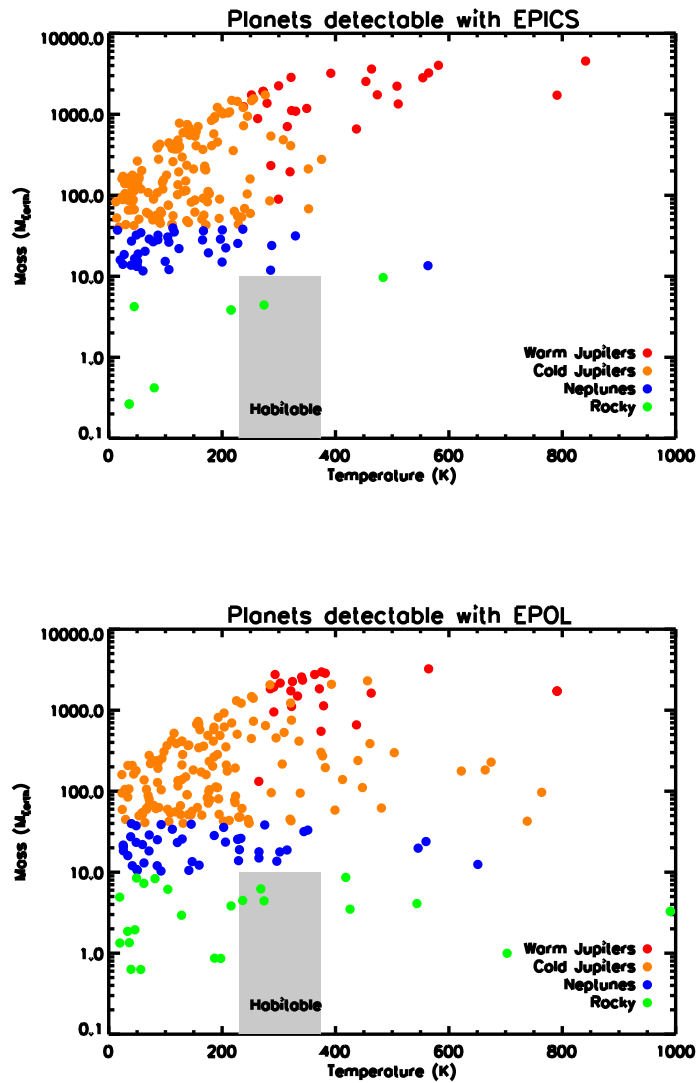 Planets detectable with EPICS
10000.0
1000.0
100.0
10.0
1.0
0.1
Mass (M_Earth)
Warm Jupiters
Cold Jupiters
Neptunes
Rocky
Habitable
0 200 400 600 800 1000
Temperature (K)
Planets detectable with EPOL
10000.0
1000.0
100.0
10.0
1.0
0.1
Mass (M_Earth)
Warm Jupiters
Cold Jupiters
Neptunes
Rocky
Habitable
0 200 400 600 800 1000
Temperature (K)